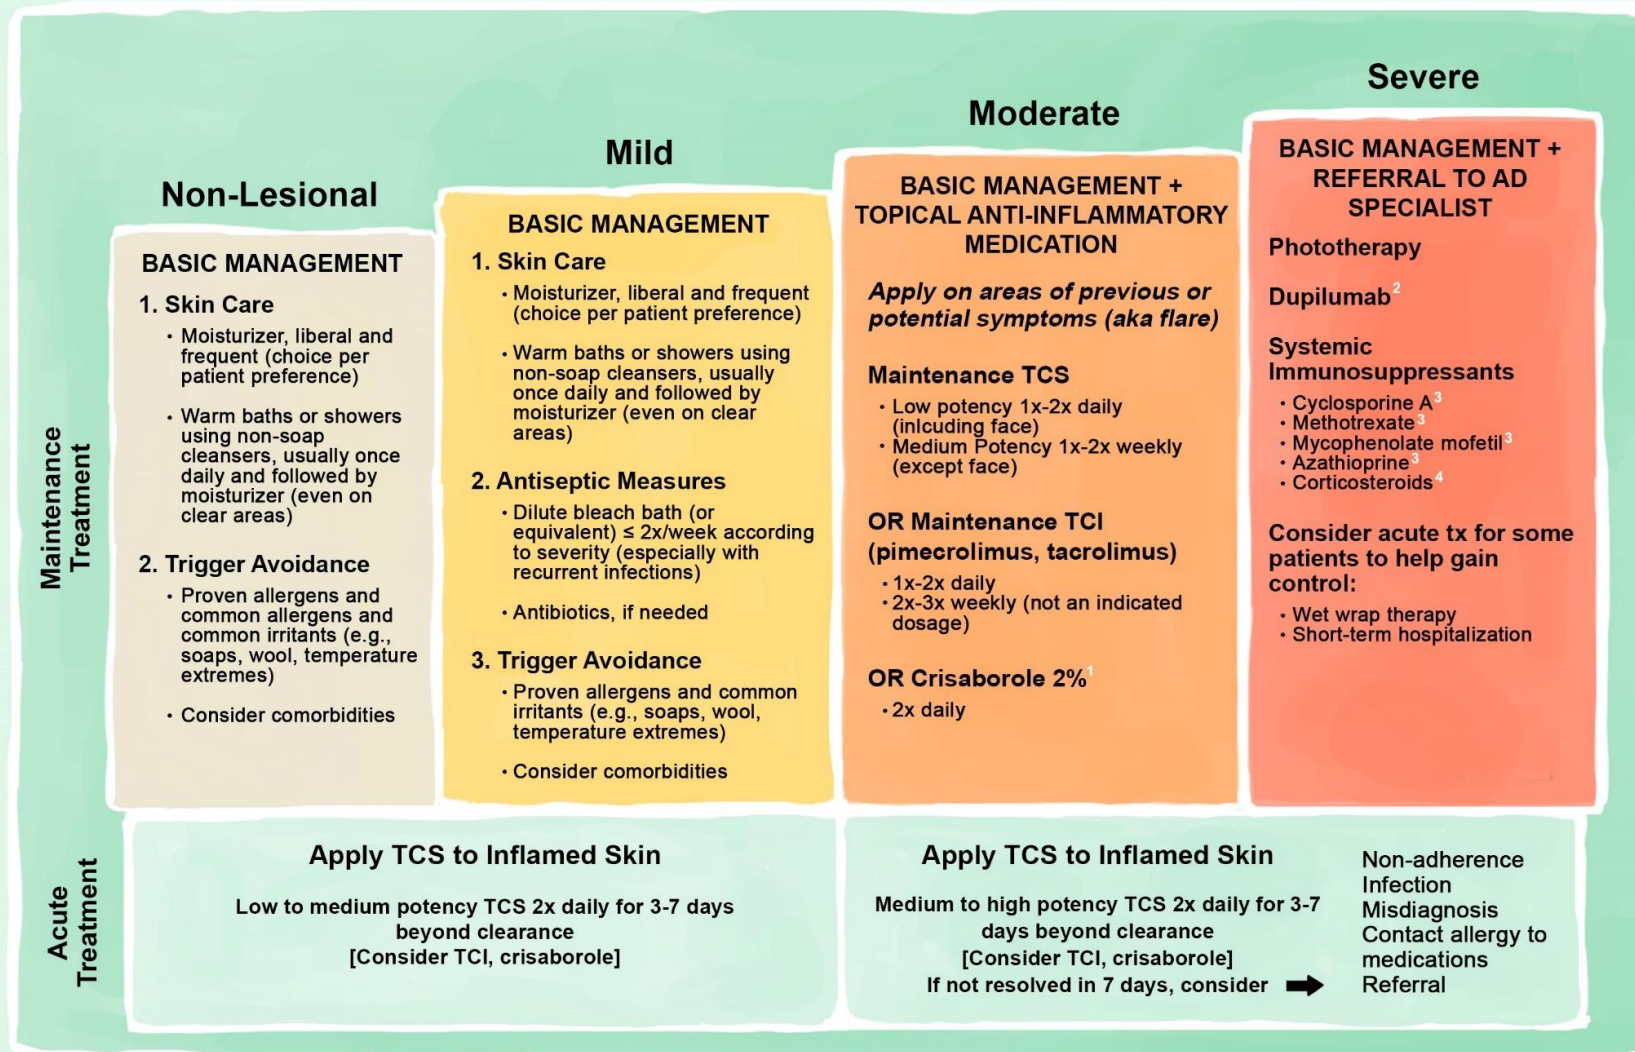 Non-Lesional
BASIC MANAGEMENT
1. Skin Care
• Moisturizer, liberal and
frequent (choice per
patient preference)
• Warm baths or showers
using non-soap
cleansers, usually once
daily and followed by
moisturizer (even on
clear areas)
2. Trigger Avoidance
• Proven allergens and
common allergens and
common irritants (e.g.,
soaps, wool, temperature
extremes)
• Consider comorbidities
Mild
BASIC MANAGEMENT
1. Skin Care
• Moisturizer, liberal and frequent
(choice per patient preference)
• Warm baths or showers using
non-soap cleansers, usually
once daily and followed by
moisturizer (even on clear
areas)
2. Antiseptic Measures
• Dilute bleach bath (or
equivalent) ≤ 2x/week according
to severity (especially with
recurrent infections)
• Antibiotics, if needed
3. Trigger Avoidance
• Proven allergens and common
irritants (e.g., soaps, wool,
temperature extremes)
• Consider comorbidities
Moderate
BASIC MANAGEMENT +
TOPICAL ANTI-INFLAMMATORY
MEDICATION
Apply on areas of previous or
potential symptoms (aka flare)
Maintenance TCS
• Low potency 1x-2x daily
(inlcuding face)
• Medium Potency 1x-2x weekly
(except face)
OR Maintenance TCI
(pimecrolimus, tacrolimus)
• 1x-2x daily
• 2x-3x weekly (not an indicated
dosage)
OR Crisaborole 2%¹
• 2x daily
Severe
BASIC MANAGEMENT +
REFERRAL TO AD
SPECIALIST
Phototherapy
Dupilumab²
Systemic
Immunosuppressants
• Cyclosporine A³
• Methotrexate³
• Mycophenolate mofetil³
• Azathioprine³
• Corticosteroids⁴
Consider acute tx for some
patients to help gain
control:
• Wet wrap therapy
• Short-term hospitalization
Maintenance
Treatment
Acute
Treatment
Apply TCS to Inflamed Skin
Low to medium potency TCS 2x daily for 3-7 days
beyond clearance
[Consider TCI, crisaborole]
Apply TCS to Inflamed Skin
Medium to high potency TCS 2x daily for 3-7
days beyond clearance
[Consider TCI, crisaborole]
If not resolved in 7 days, consider
Non-adherence
Infection
Misdiagnosis
Contact allergy to
medications
Referral